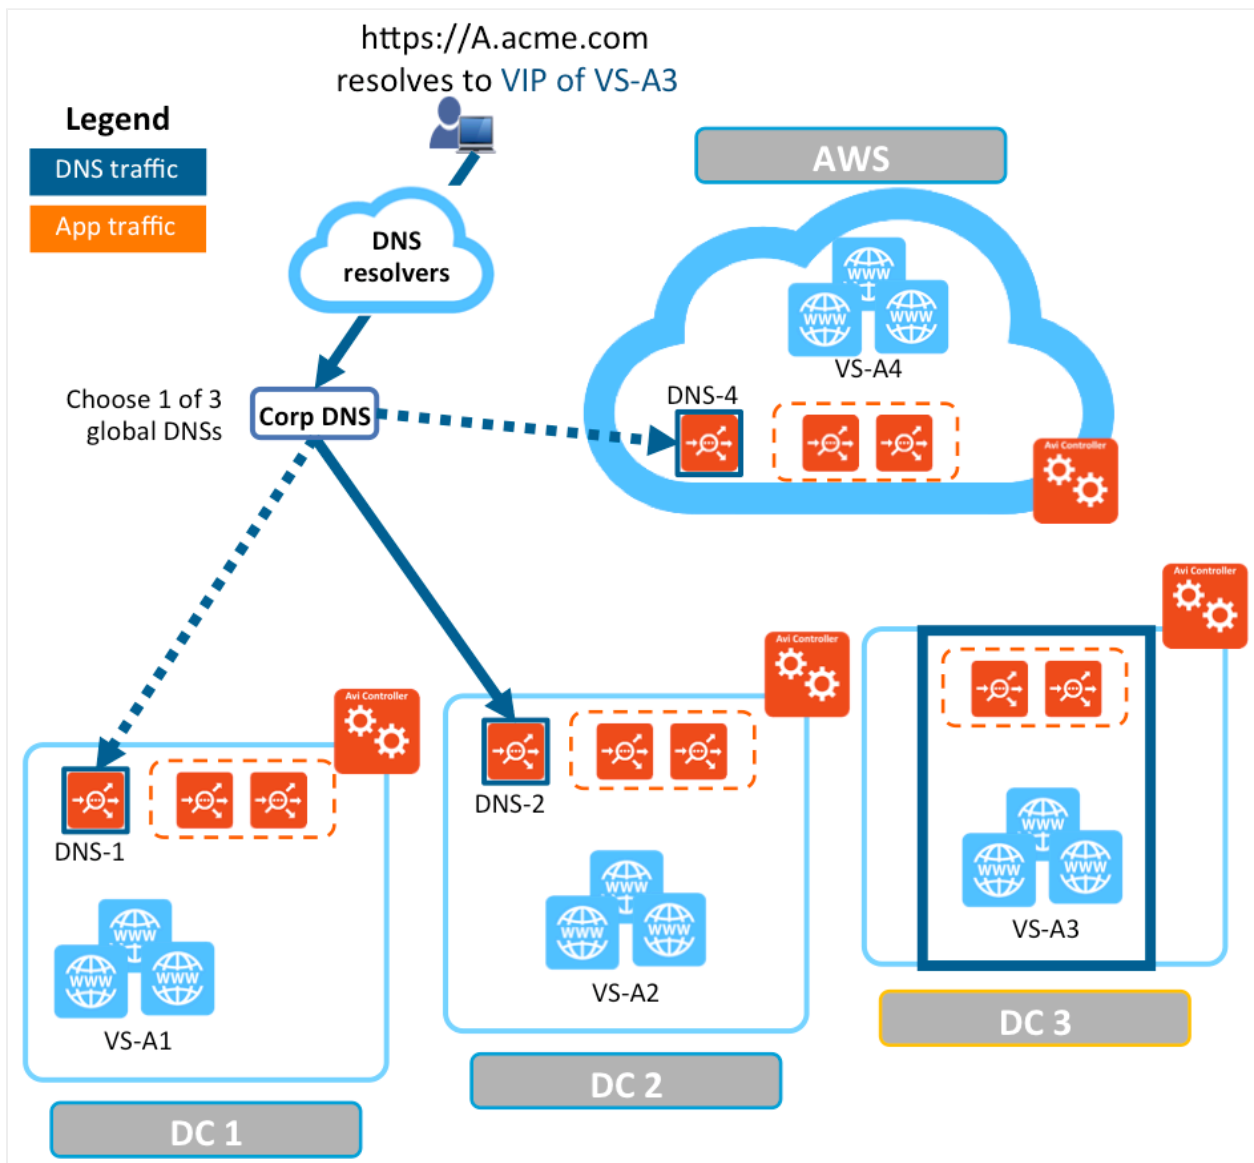 https://A.acme.com
resolves to VIP of VS-A3
Legend
DNS traffic
App traffic
AWS
DNS
resolvers
WWW
WWW
WWW
VS-A4
Choose 1 of 3
global DNSs
Corp DNS
DNS-4
Avi Controller
Avi Controller
Avi Controller
Avi Controller
DNS-2
DNS-1
WWW
WWW
WWW
VS-A3
WWW
WWW
WWW
VS-A2
WWW
WWW
WWW
VS-A1
DC 3
DC 2
DC 1